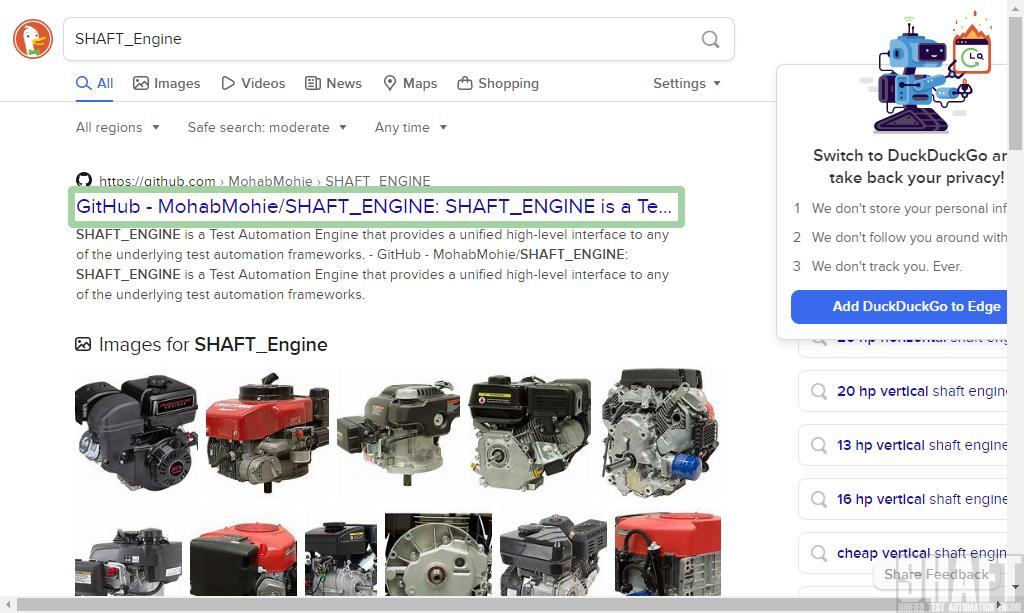 SHAFT_Engine
All
Images
Videos
News
Maps
Shopping
Settings
All regions
Safe search: moderate
Any time
https://github.com › MohabMohie › SHAFT_ENGINE
GitHub - MohabMohie/SHAFT_ENGINE: SHAFT_ENGINE is a Te...
SHAFT_ENGINE is a Test Automation Engine that provides a unified high-level interface to any
of the underlying test automation frameworks. - GitHub - MohabMohie/SHAFT_ENGINE:
SHAFT_ENGINE is a Test Automation Engine that provides a unified high-level interface to any
of the underlying test automation frameworks.
Images for SHAFT_Engine
Switch to DuckDuckGo an
take back your privacy!
1 We don't store your personal inf
2 We don't follow you around with
3 We don't track you. Ever.
Add DuckDuckGo to Edge
20 hp horizontal shaft eng
20 hp vertical shaft engin
13 hp vertical shaft engine
16 hp vertical shaft engine
cheap vertical shaft engin
Share Feedback
SHAFT